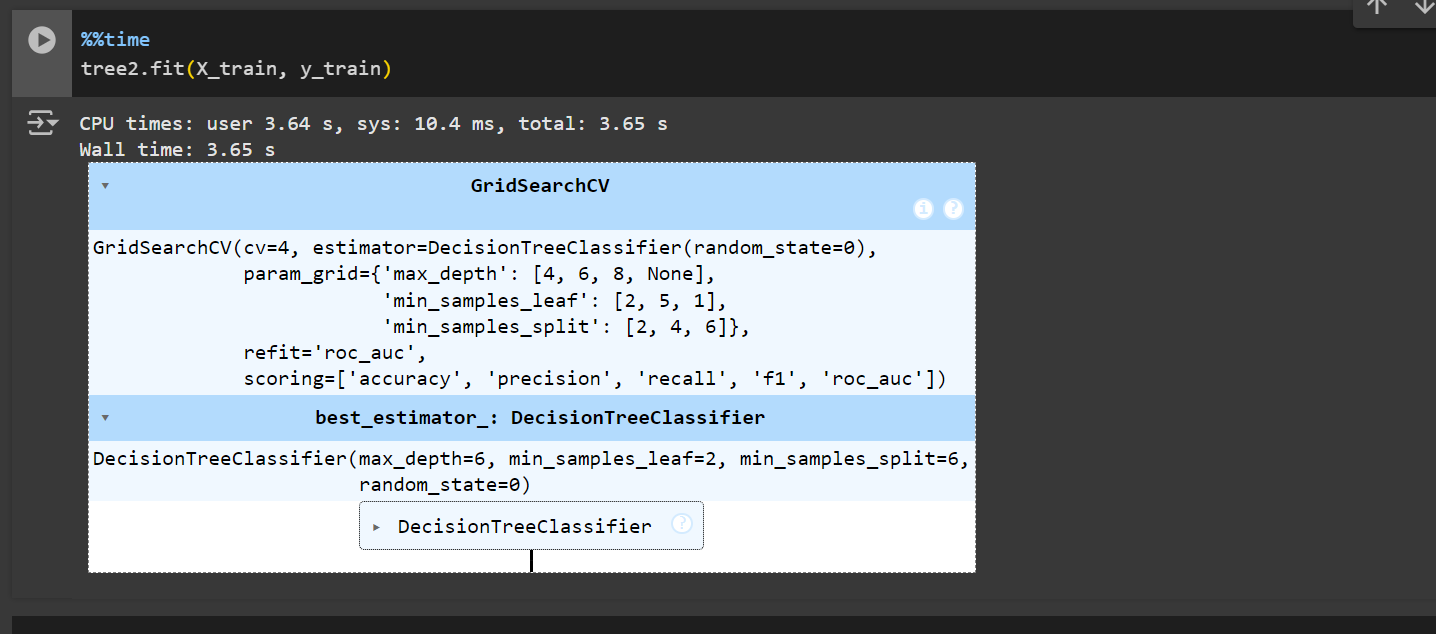 %%time
tree2.fit(X_train, y_train)
CPU times: user 3.64 s, sys: 10.4 ms, total: 3.65 s
Wall time: 3.65 s
GridSearchCV
i ?
GridSearchCV(cv=4, estimator=DecisionTreeClassifier(random_state=0),
param_grid={'max_depth': [4, 6, 8, None],
'min_samples_leaf': [2, 5, 1],
'min_samples_split': [2, 4, 6]},
refit='roc_auc',
scoring=['accuracy', 'precision', 'recall', 'f1', 'roc_auc'])
best_estimator_: DecisionTreeClassifier
DecisionTreeClassifier(max_depth=6, min_samples_leaf=2, min_samples_split=6,
random_state=0)
DecisionTreeClassifier ?